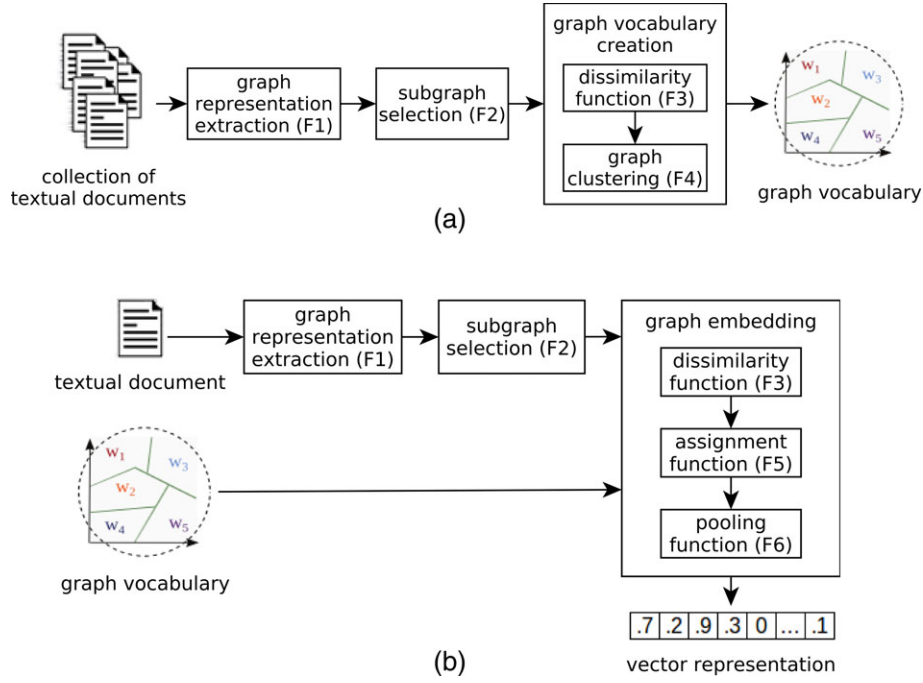 collection of
textual documents
graph
representation
extraction (F1)
subgraph
selection (F2)
graph vocabulary
creation
dissimilarity
function (F3)
graph
clustering (F4)
w1
w2
w3
w4
w5
graph vocabulary
(a)
textual document
graph
representation
extraction (F1)
subgraph
selection (F2)
graph embedding
dissimilarity
function (F3)
assignment
function (F5)
pooling
function (F6)
w1
w2
w3
w4
w5
graph vocabulary
.7 .2 .9 .3 0 ... .1
vector representation
(b)